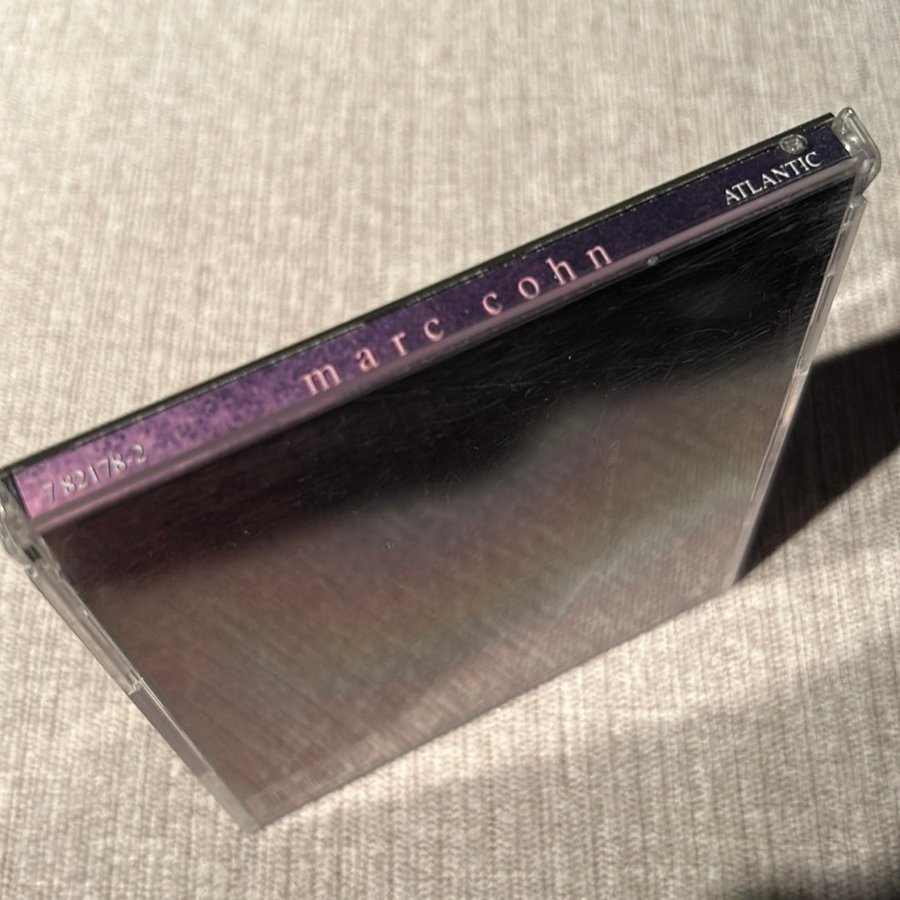 7 82178-2
marc cohn
ATLANTIC